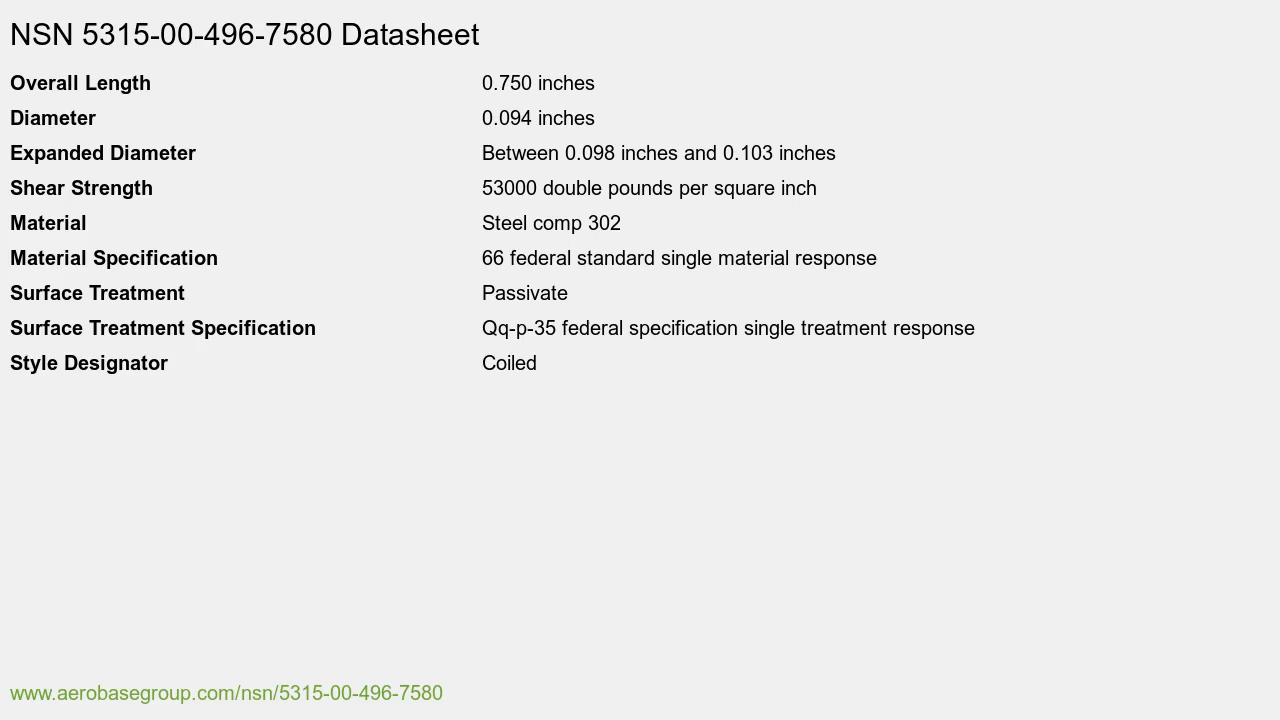 NSN 5315-00-496-7580 Datasheet
Overall Length 0.750 inches
Diameter 0.094 inches
Expanded Diameter Between 0.098 inches and 0.103 inches
Shear Strength 53000 double pounds per square inch
Material Steel comp 302
Material Specification 66 federal standard single material response
Surface Treatment Passivate
Surface Treatment Specification Qq-p-35 federal specification single treatment response
Style Designator Coiled
www.aerobasegroup.com/nsn/5315-00-496-7580